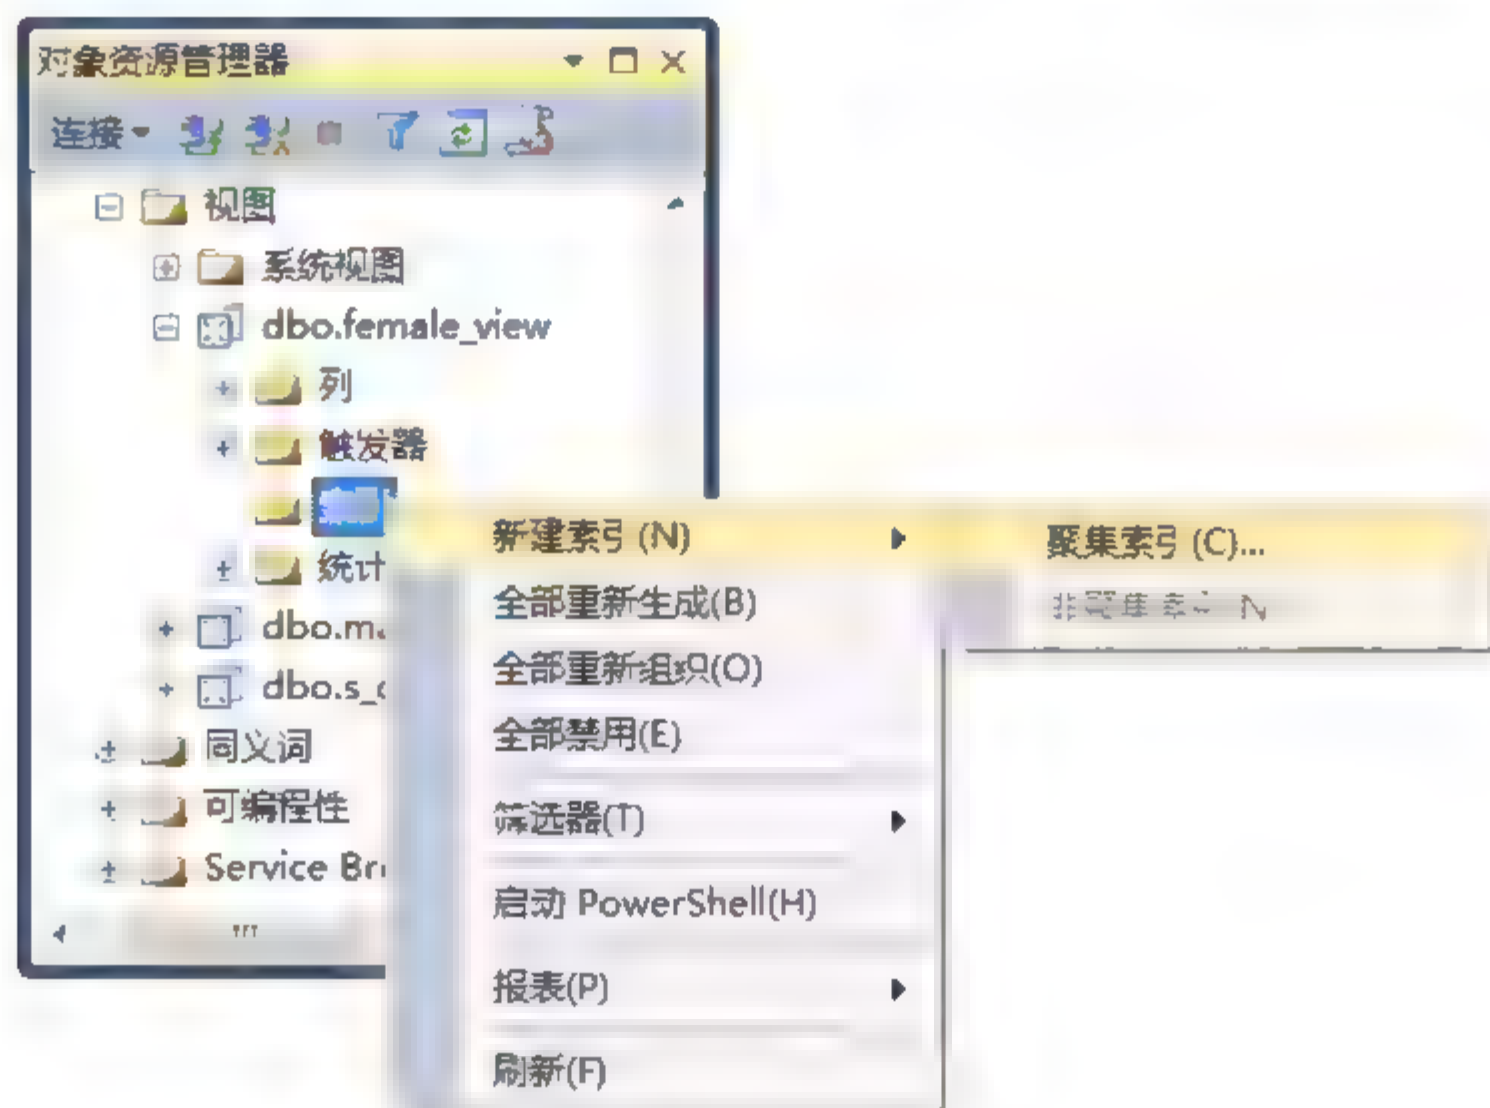 对象资源管理器
连接
视图
系统视图
dbo.female_view
列
触发器
统计
dbo.m
dbo.s_
同义词
可编程性
Service Br
新建索引(N)
全部重新生成(B)
全部重新组织(O)
全部禁用(E)
筛选器(T)
启动 PowerShell(H)
报表(P)
刷新(F)
聚集索引(C)...